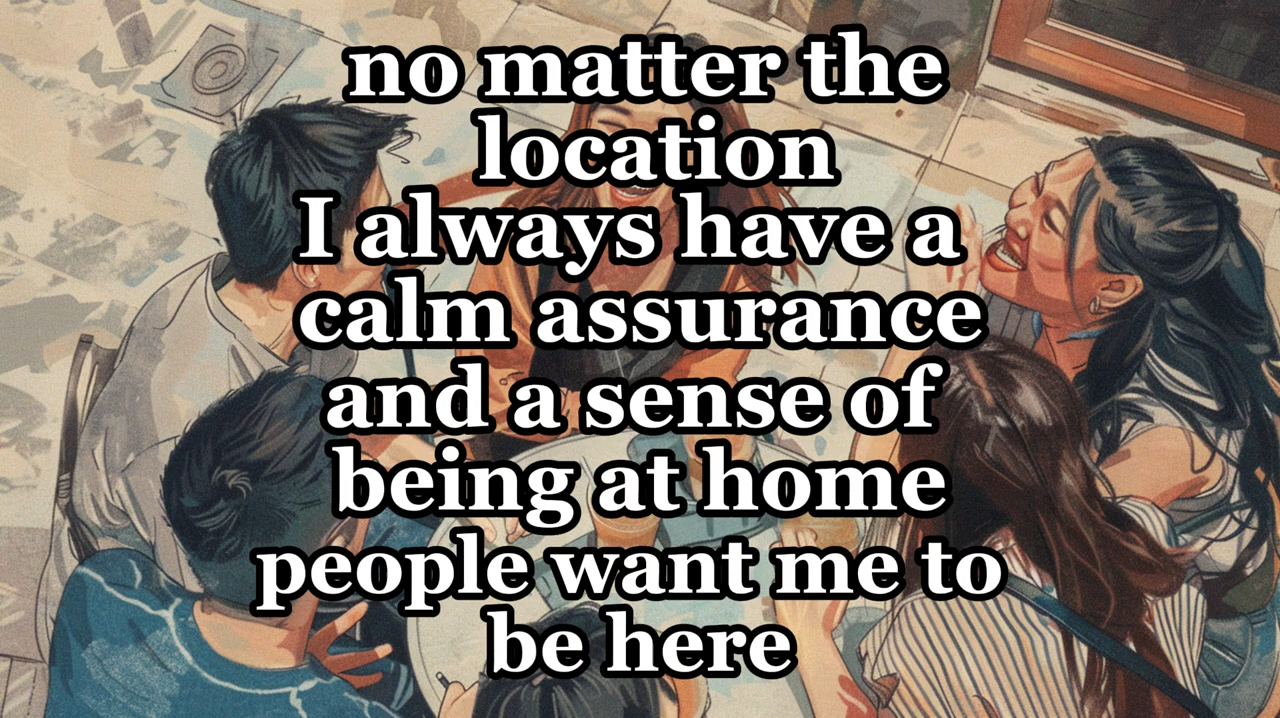 no matter the
location
I always have a
calm assurance
and a sense of
being at home
people want me to
be here